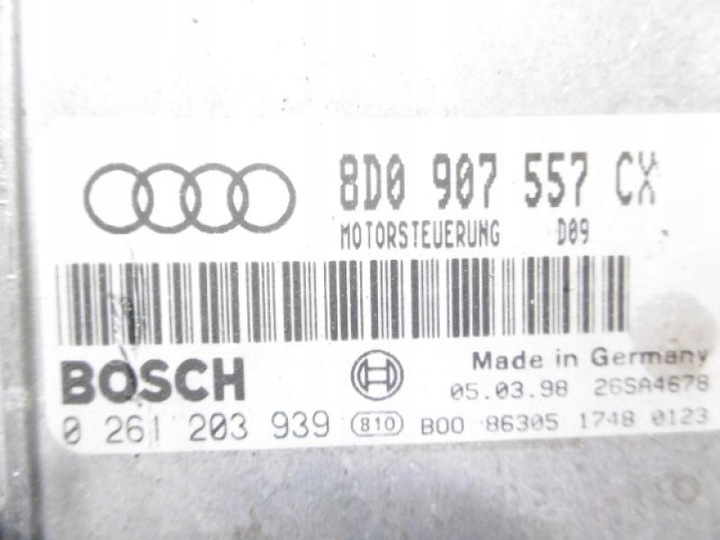 8D0 907 557 CX
MOTORSTEUERUNG D09
BOSCH
Made in Germany
05.03.98 26SA4678
0 261 203 939 810 B00 86305 1748 0123